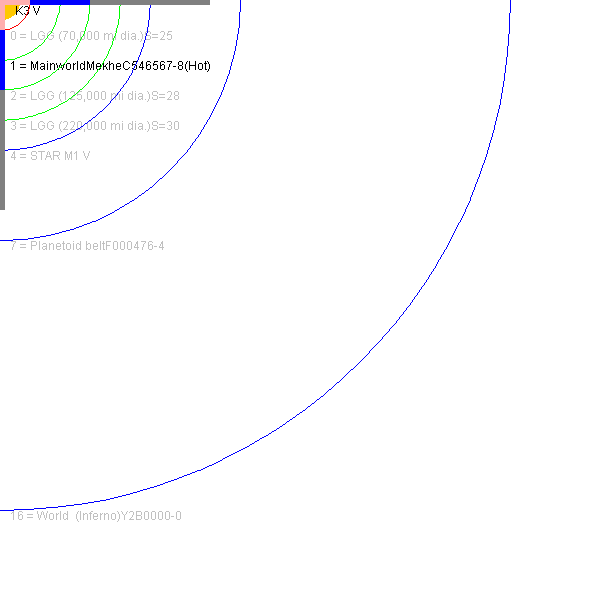 K3 V
0 = LGG (70,000 mi dia.)S=25
1 = MainworldMekheC546567-8(Hot)
2 = LGG (125,000 mi dia.)S=28
3 = LGG (220,000 mi dia.)S=30
4 = STAR M1 V
7 = Planetoid beltF000476-4
16 = World  (Inferno)Y2B0000-0